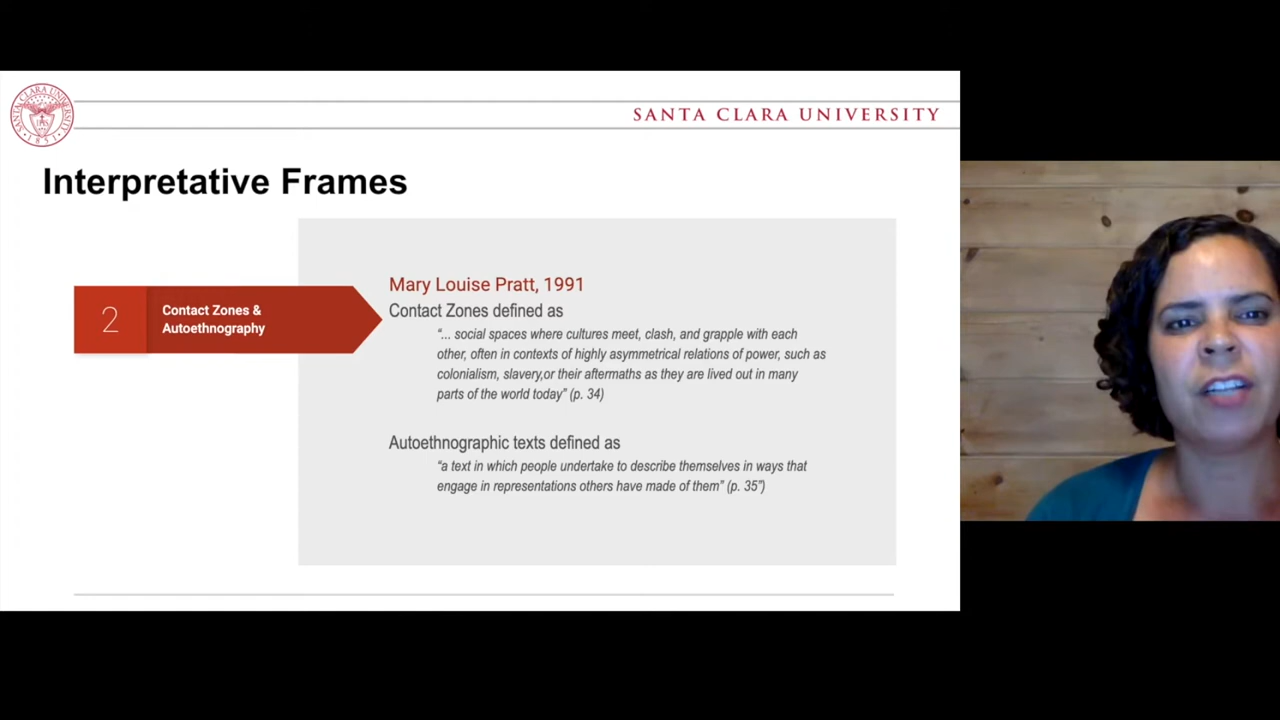 SANTA CLARA UNIVERSITY
SANTA CLARA UNIVERSITY
1851
Interpretative Frames
2
Contact Zones &
Autoethnography
Mary Louise Pratt, 1991
Contact Zones defined as
“... social spaces where cultures meet, clash, and grapple with each
other, often in contexts of highly asymmetrical relations of power, such as
colonialism, slavery,or their aftermaths as they are lived out in many
parts of the world today” (p. 34)
Autoethnographic texts defined as
“a text in which people undertake to describe themselves in ways that
engage in representations others have made of them” (p. 35”)